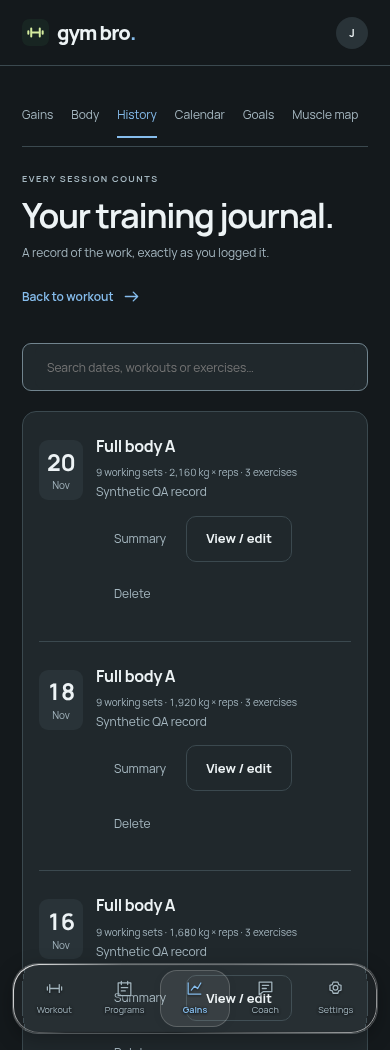 gym bro.
J
Gains Body History Calendar Goals Muscle map
EVERY SESSION COUNTS
Your training journal.
A record of the work, exactly as you logged it.
Back to workout →
Search dates, workouts or exercises…
20
Nov
Full body A
9 working sets · 2,160 kg × reps · 3 exercises
Synthetic QA record
Summary View / edit
Delete
18
Nov
Full body A
9 working sets · 1,920 kg × reps · 3 exercises
Synthetic QA record
Summary View / edit
Delete
16
Nov
Full body A
9 working sets · 1,680 kg × reps · 3 exercises
Synthetic QA record
Summary View / edit
Workout Programs Gains Coach Settings